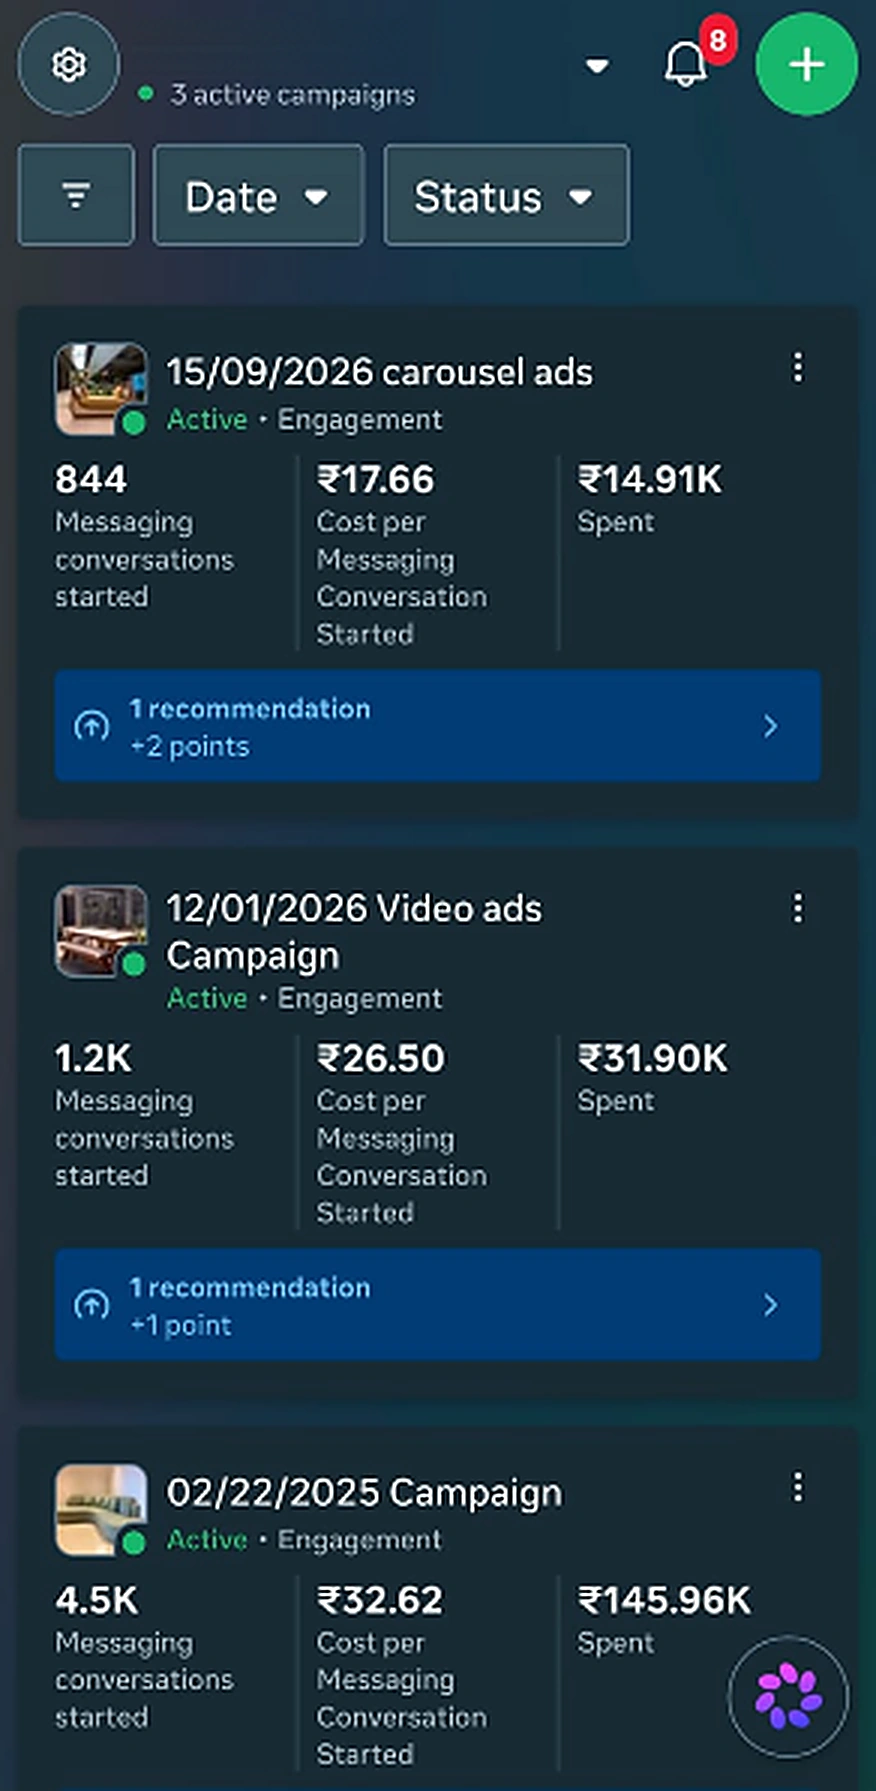 8
3 active campaigns
Date
Status
15/09/2026 carousel ads
Active • Engagement
844
Messaging
conversations
started
₹17.66
Cost per
Messaging
Conversation
Started
₹14.91K
Spent
1 recommendation
+2 points
12/01/2026 Video ads
Campaign
Active • Engagement
1.2K
Messaging
conversations
started
₹26.50
Cost per
Messaging
Conversation
Started
₹31.90K
Spent
1 recommendation
+1 point
02/22/2025 Campaign
Active • Engagement
4.5K
Messaging
conversations
started
₹32.62
Cost per
Messaging
Conversation
Started
₹145.96K
Spent